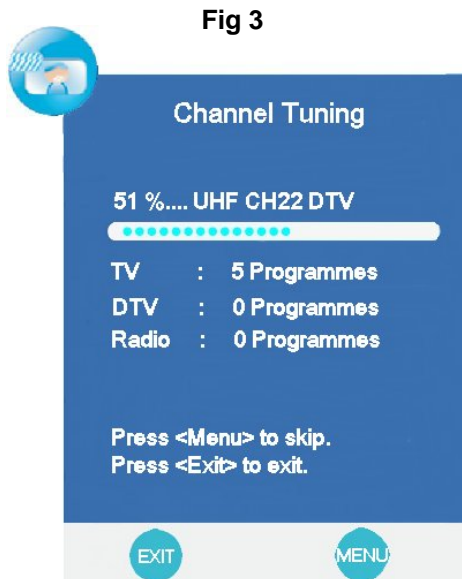 Fig 3
Channel Tuning
51 %.... UHF CH22 DTV
TV : 5 Programmes
DTV : 0 Programmes
Radio : 0 Programmes
Press <Menu> to skip.
Press <Exit> to exit.
EXIT MENU